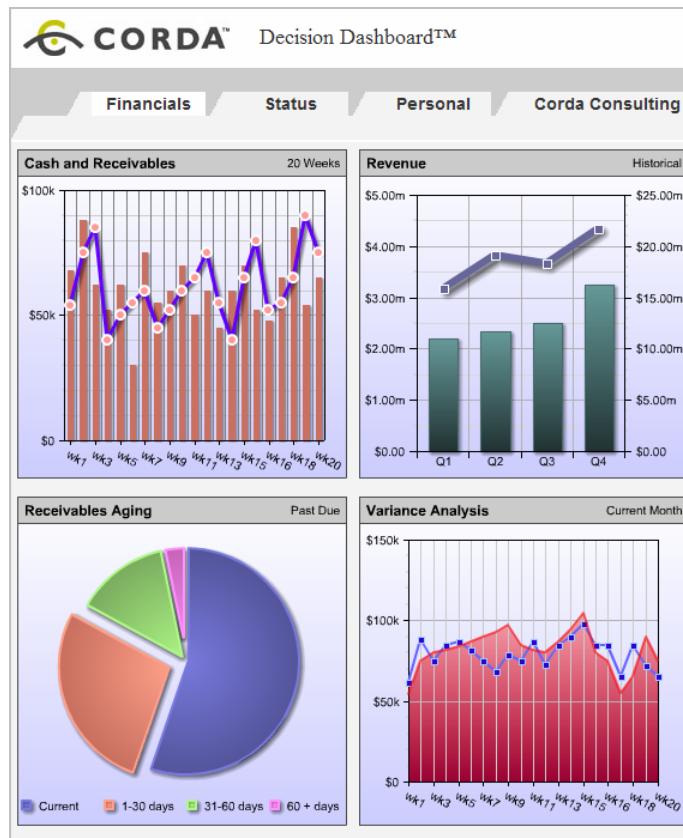 CORDA™ Decision Dashboard™
Financials Status Personal Corda Consulting
Cash and Receivables 20 Weeks
$100k
$50k
$0
wk1 wk3 wk5 wk7 wk9 wk11 wk13 wk15 wk16 wk18 wk20
Revenue Historical
$5.00m $25.00m
$4.00m $20.00m
$3.00m $15.00m
$2.00m $10.00m
$1.00m $5.00m
$0.00 $0.00
Q1 Q2 Q3 Q4
Receivables Aging Past Due
Current 1-30 days 31-60 days 60 + days
Variance Analysis Current Month
$150k
$100k
$50k
$0
wk1 wk3 wk5 wk7 wk9 wk11 wk13 wk15 wk16 wk18 wk20